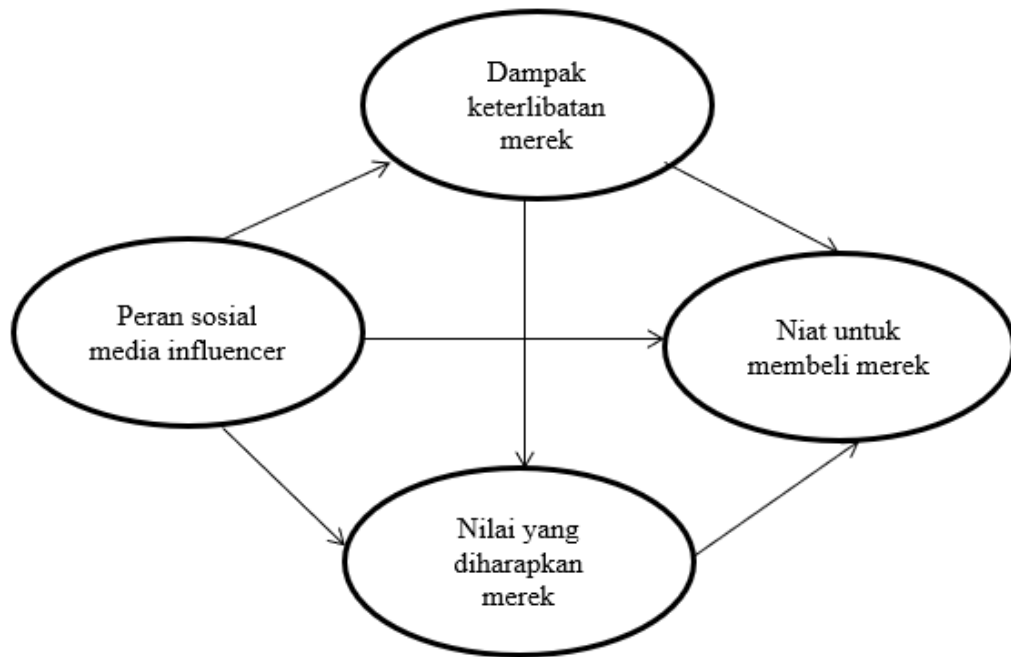 Dampak
keterlibatan
merek
Peran sosial
media influencer
Niat untuk
membeli merek
Nilai yang
diharapkan
merek